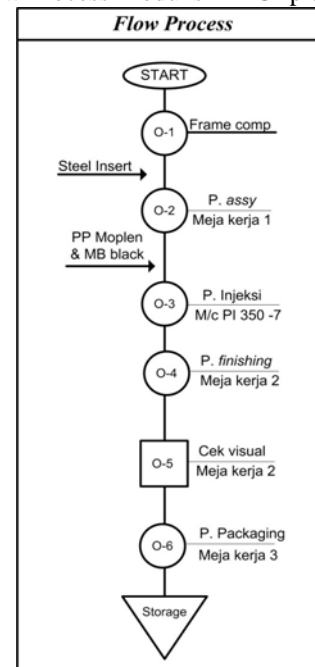 Flow Process
START
O-1
Frame comp
Steel Insert
O-2
P. assy
Meja kerja 1
PP Moplen
& MB black
O-3
P. Injeksi
M/c PI 350 -7
O-4
P. finishing
Meja kerja 2
O-5
Cek visual
Meja kerja 2
O-6
P. Packaging
Meja kerja 3
Storage